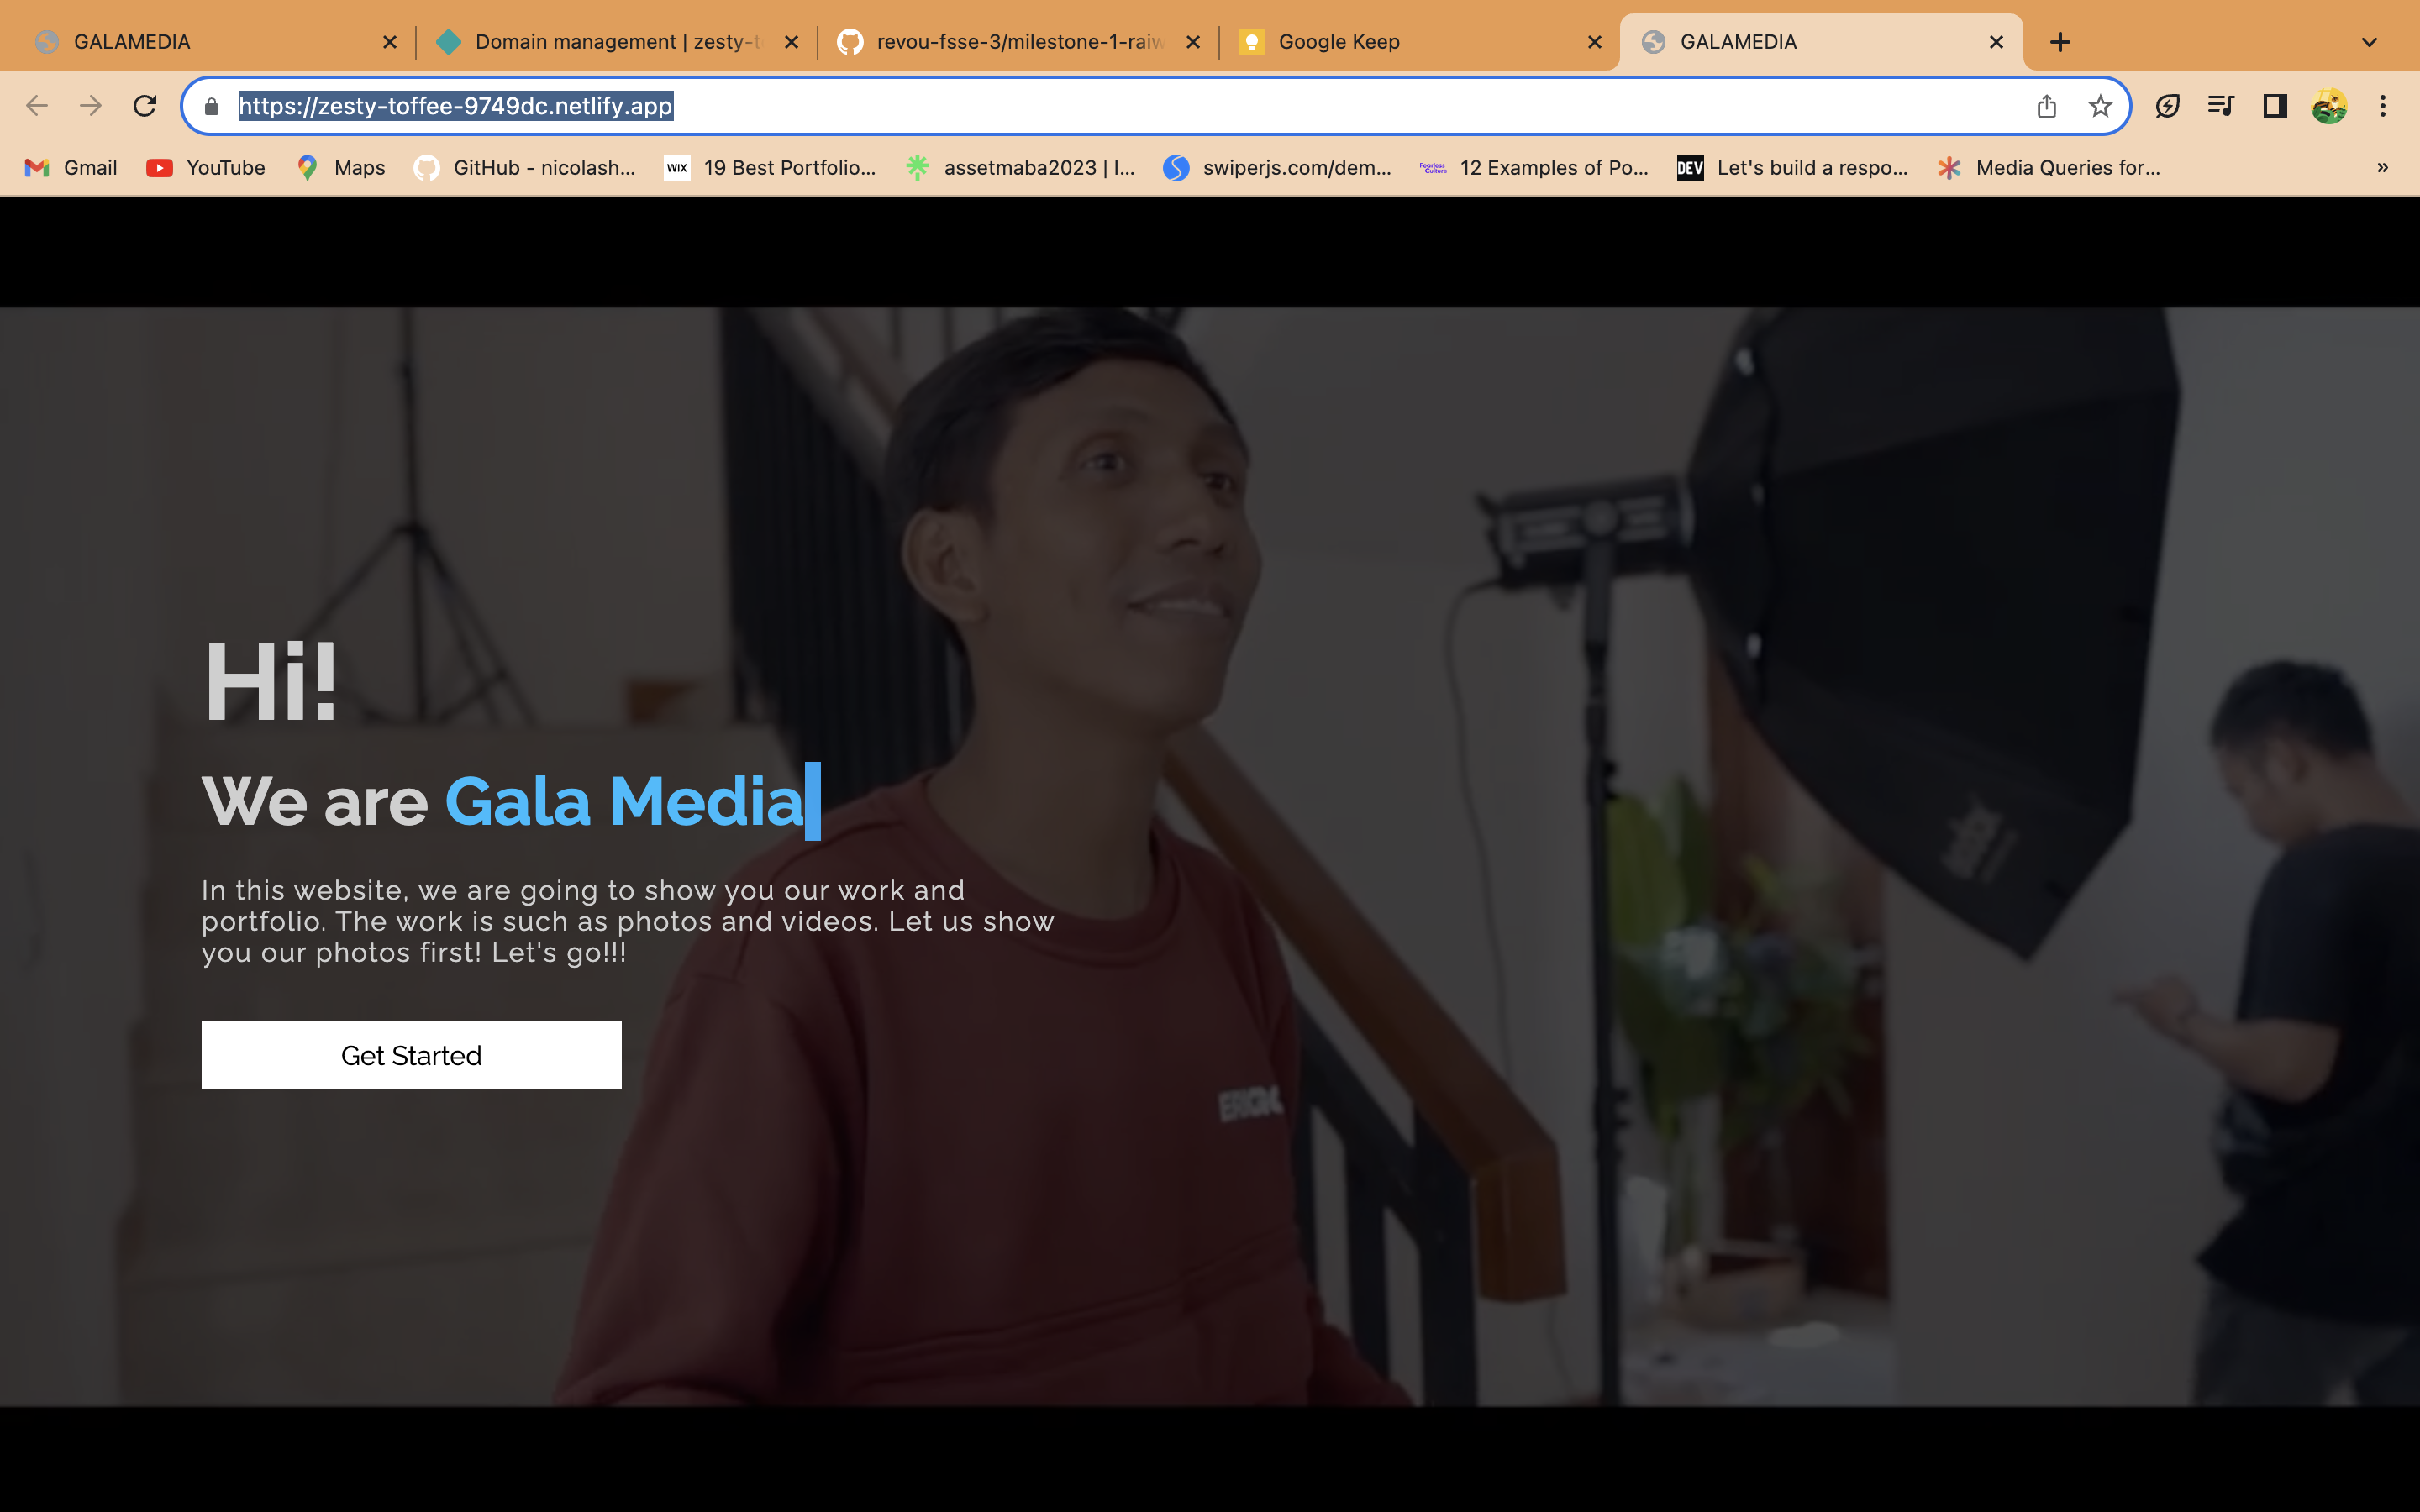 GALAMEDIA
Domain management | zesty-t
revou-fsse-3/milestone-1-raiw
Google Keep
GALAMEDIA
https://zesty-toffee-9749dc.netlify.app
Gmail
YouTube
Maps
GitHub - nicolash...
WIX
19 Best Portfolio...
assetmaba2023 | l...
swiperjs.com/dem...
Fearless
Culture
12 Examples of Po...
DEV
Let's build a respo...
Media Queries for...
»
Hi!
We are Gala Media
In this website, we are going to show you our work and
portfolio. The work is such as photos and videos. Let us show
you our photos first! Let's go!!!
Get Started